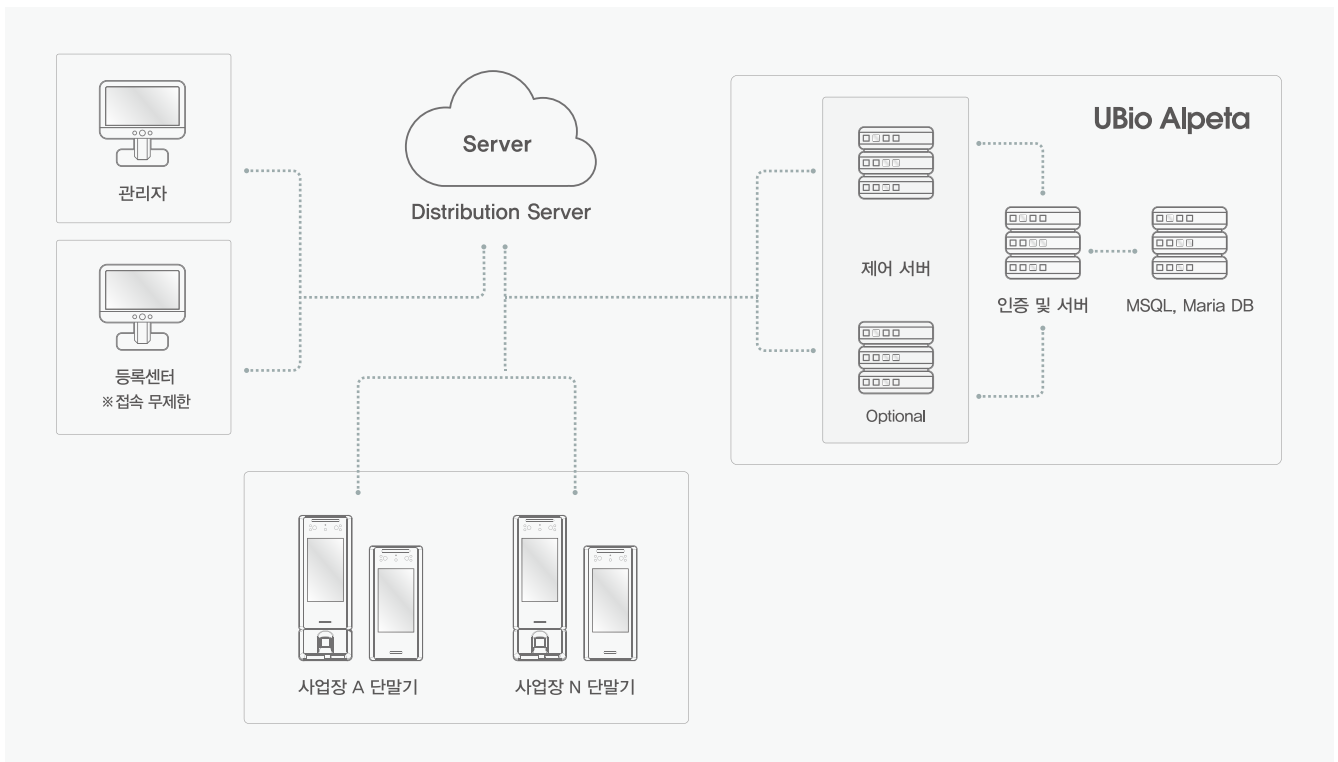 관리자
등록센터
※접속 무제한
Server
Distribution Server
UBio Alpeta
제어 서버
Optional
인증 및 서버
MSQL, Maria DB
사업장 A 단말기
사업장 N 단말기